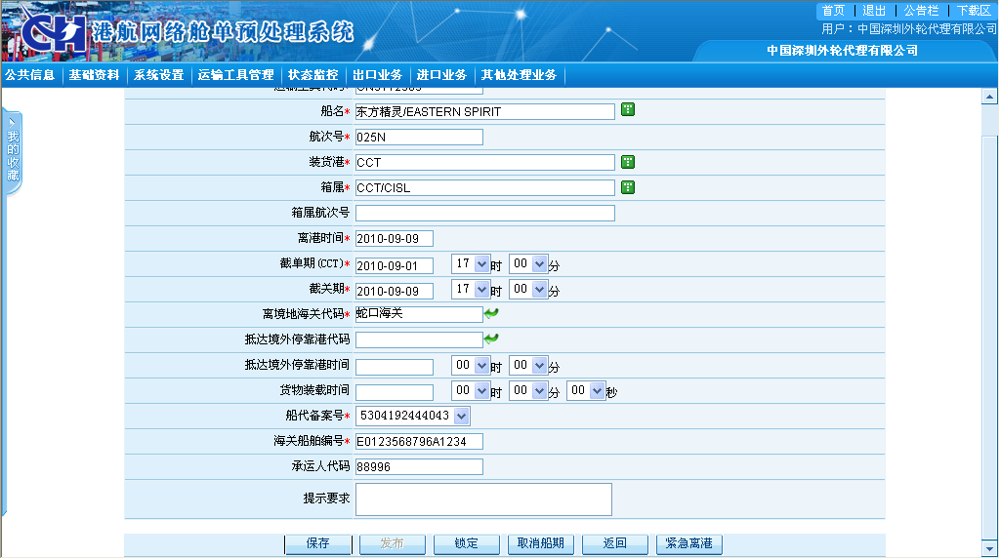 首页 退出 公告栏 下载区
CH 港航网络舱单预处理系统
用户：中国深圳外轮代理有限公司
中国深圳外轮代理有限公司
公共信息 基础资料 系统设置 运输工具管理 状态监控 出口业务 进口业务 其他处理业务
我的收藏
船名* 东方精灵/EASTERN SPIRIT
航次号* 025N
装货港* CCT
箱属* CCT/CISL
箱属航次号
离港时间* 2010-09-09
截单期(CCT)* 2010-09-01 17 时 00 分
截关期* 2010-09-09 17 时 00 分
离境地海关代码* 蛇口海关
抵达境外停靠港代码
抵达境外停靠港时间 00 时 00 分
货物装载时间 00 时 00 分 00 秒
船代备案号* 5304192444043
海关船舶编号* E0123568796A1234
承运人代码 88996
提示要求
保存 发布 锁定 取消船期 返回 紧急离港